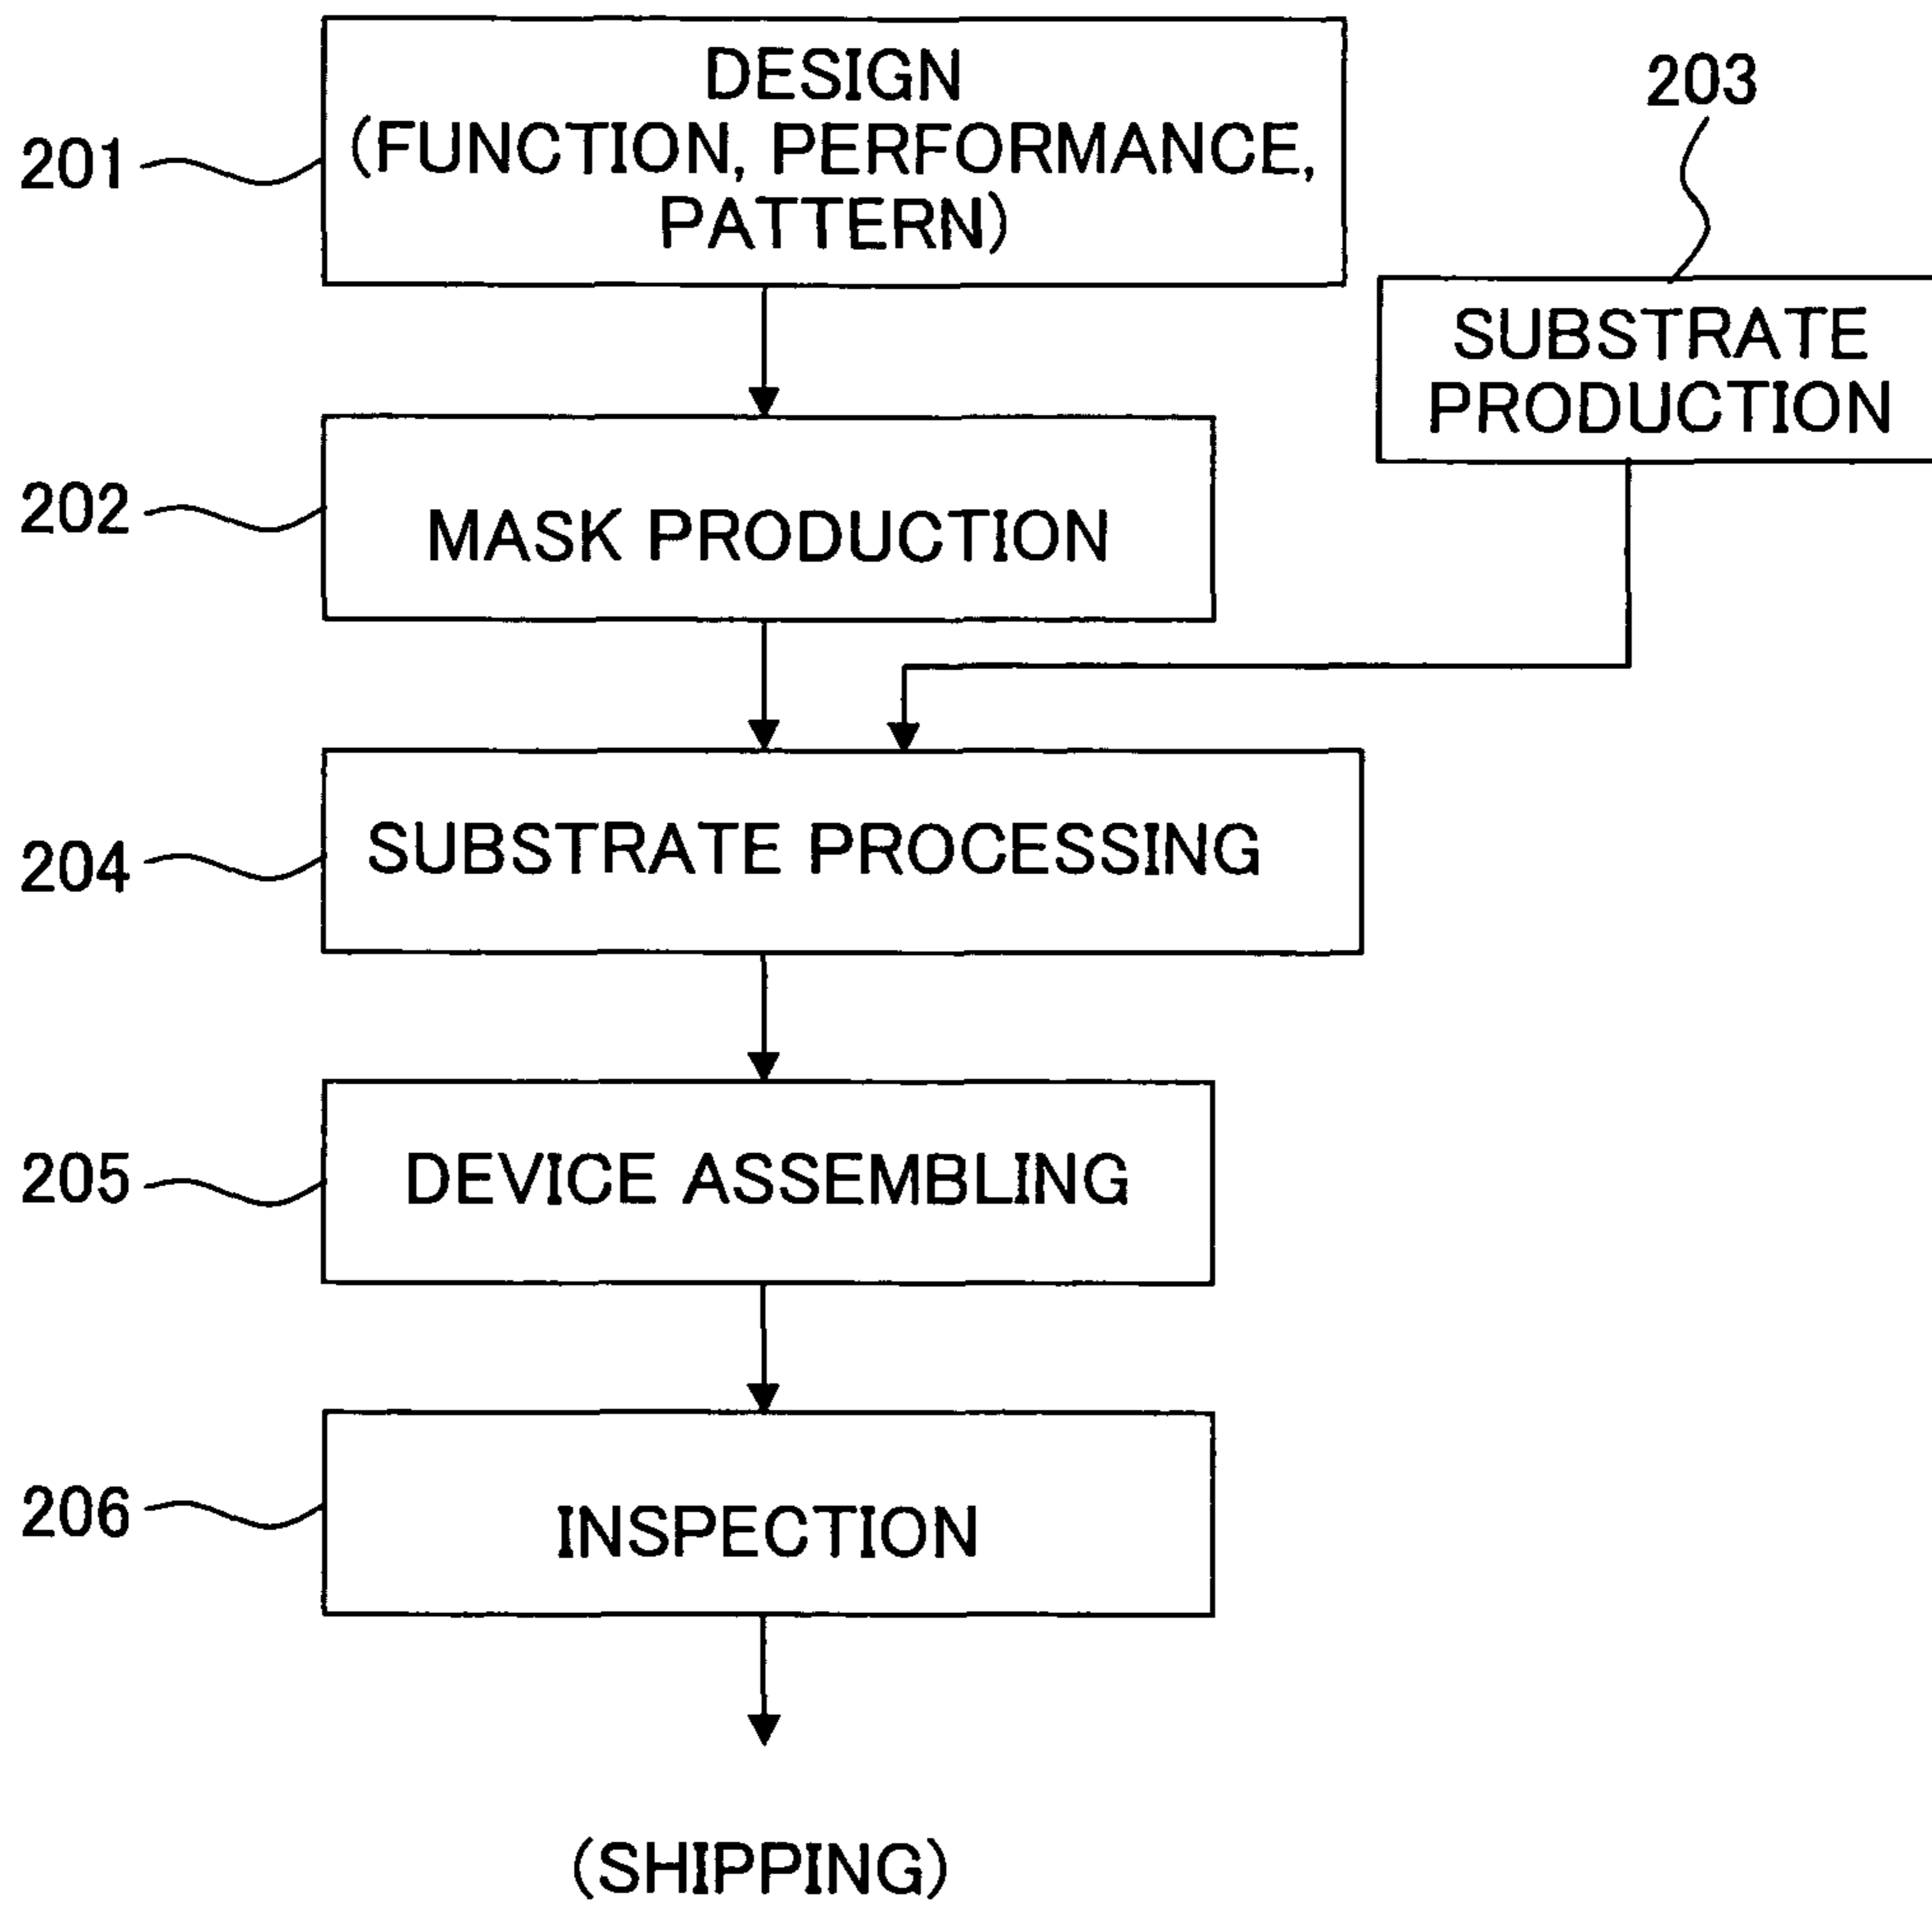 201
DESIGN
(FUNCTION, PERFORMANCE,
PATTERN)
203
SUBSTRATE
PRODUCTION
202
MASK PRODUCTION
204
SUBSTRATE PROCESSING
205
DEVICE ASSEMBLING
206
INSPECTION
(SHIPPING)